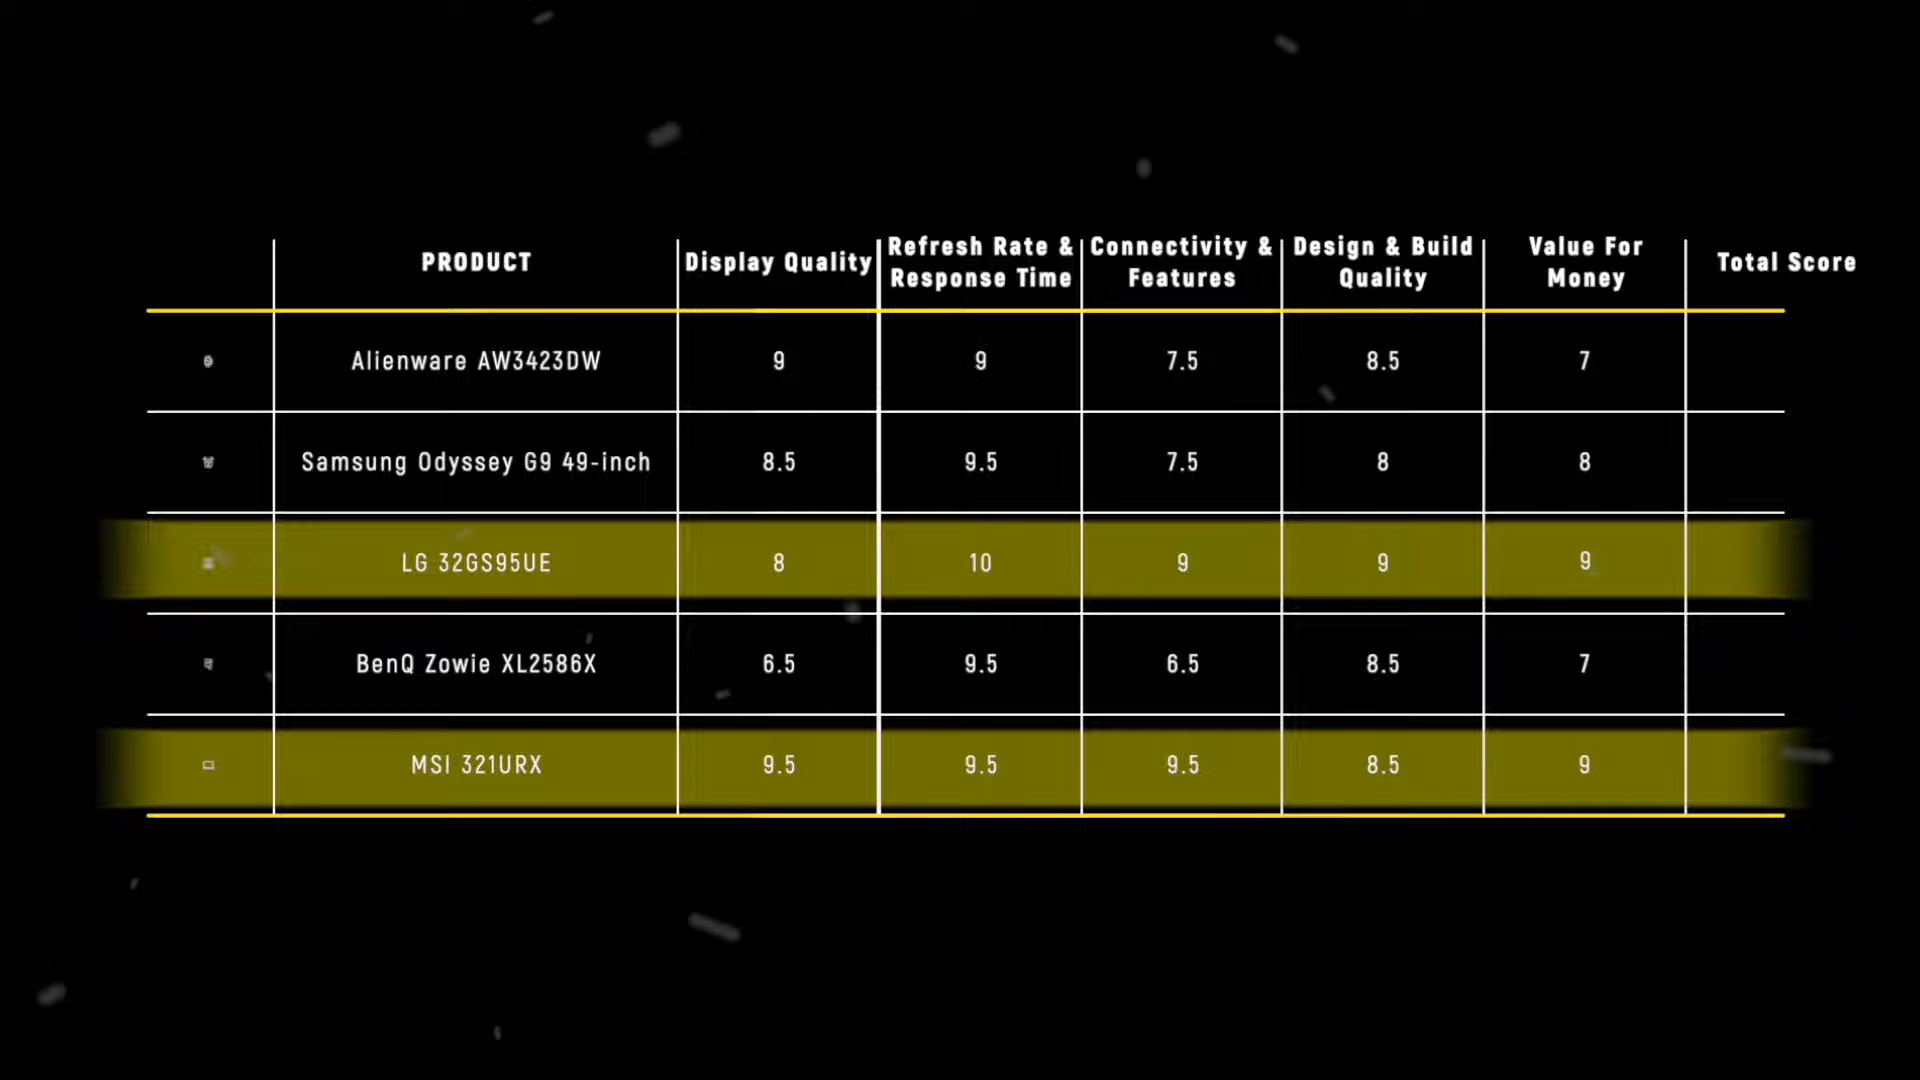 PRODUCT
Display Quality
Refresh Rate &
Response Time
Connectivity &
Features
Design & Build
Quality
Value For
Money
Total Score
Alienware AW3423DW 9 9 7.5 8.5 7
Samsung Odyssey G9 49-inch 8.5 9.5 7.5 8 8
LG 32GS95UE 8 10 9 9 9
BenQ Zowie XL2586X 6.5 9.5 6.5 8.5 7
MSI 321URX 9.5 9.5 9.5 8.5 9